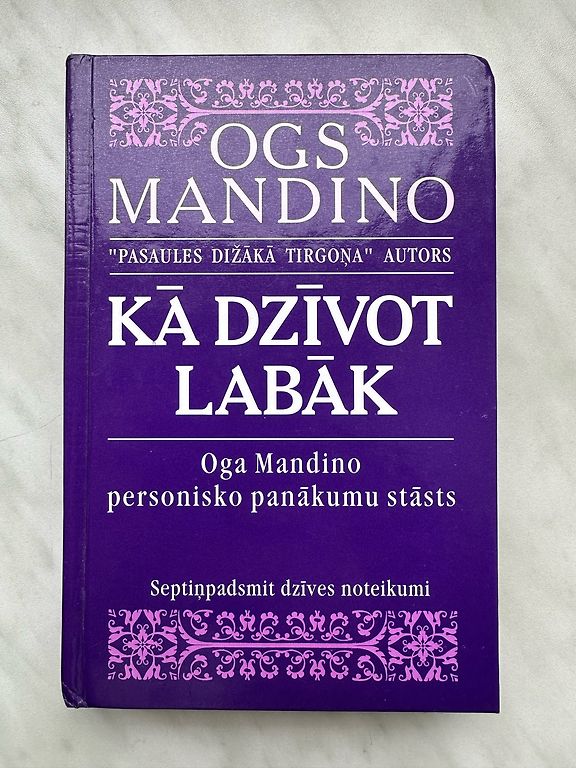 OGS
MANDINO
"PASAULES DIŽĀKĀ TIRGOŅA" AUTORS
KĀ DZĪVOT
LABĀK
Oga Mandino
personisko panākumu stāsts
Septiņpadsmit dzīves noteikumi